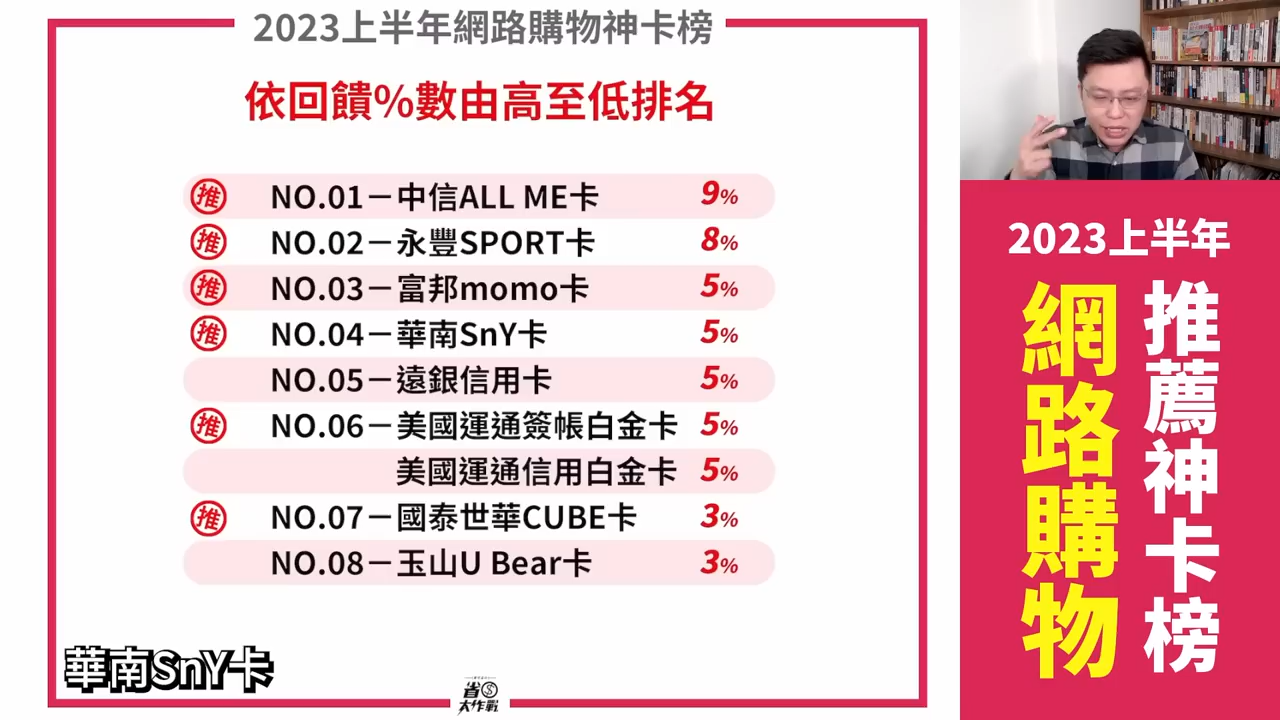 2023上半年網路購物神卡榜
依回饋%數由高至低排名
推 NO.01－中信ALL ME卡 9%
推 NO.02－永豐SPORT卡 8%
推 NO.03－富邦momo卡 5%
推 NO.04－華南SnY卡 5%
NO.05－遠銀信用卡 5%
推 NO.06－美國運通簽帳白金卡 5%
美國運通信用白金卡 5%
推 NO.07－國泰世華CUBE卡 3%
NO.08－玉山U Bear卡 3%
華南SnY卡
省
大作戰
2023上半年
推薦神卡榜
網路購物